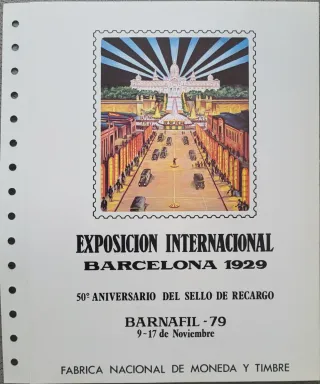 EXPOSICION INTERNACIONAL
BARCELONA 1929
50º ANIVERSARIO DEL SELLO DE RECARGO
BARNAFIL - 79
9-17 de Noviembre
FABRICA NACIONAL DE MONEDA Y TIMBRE